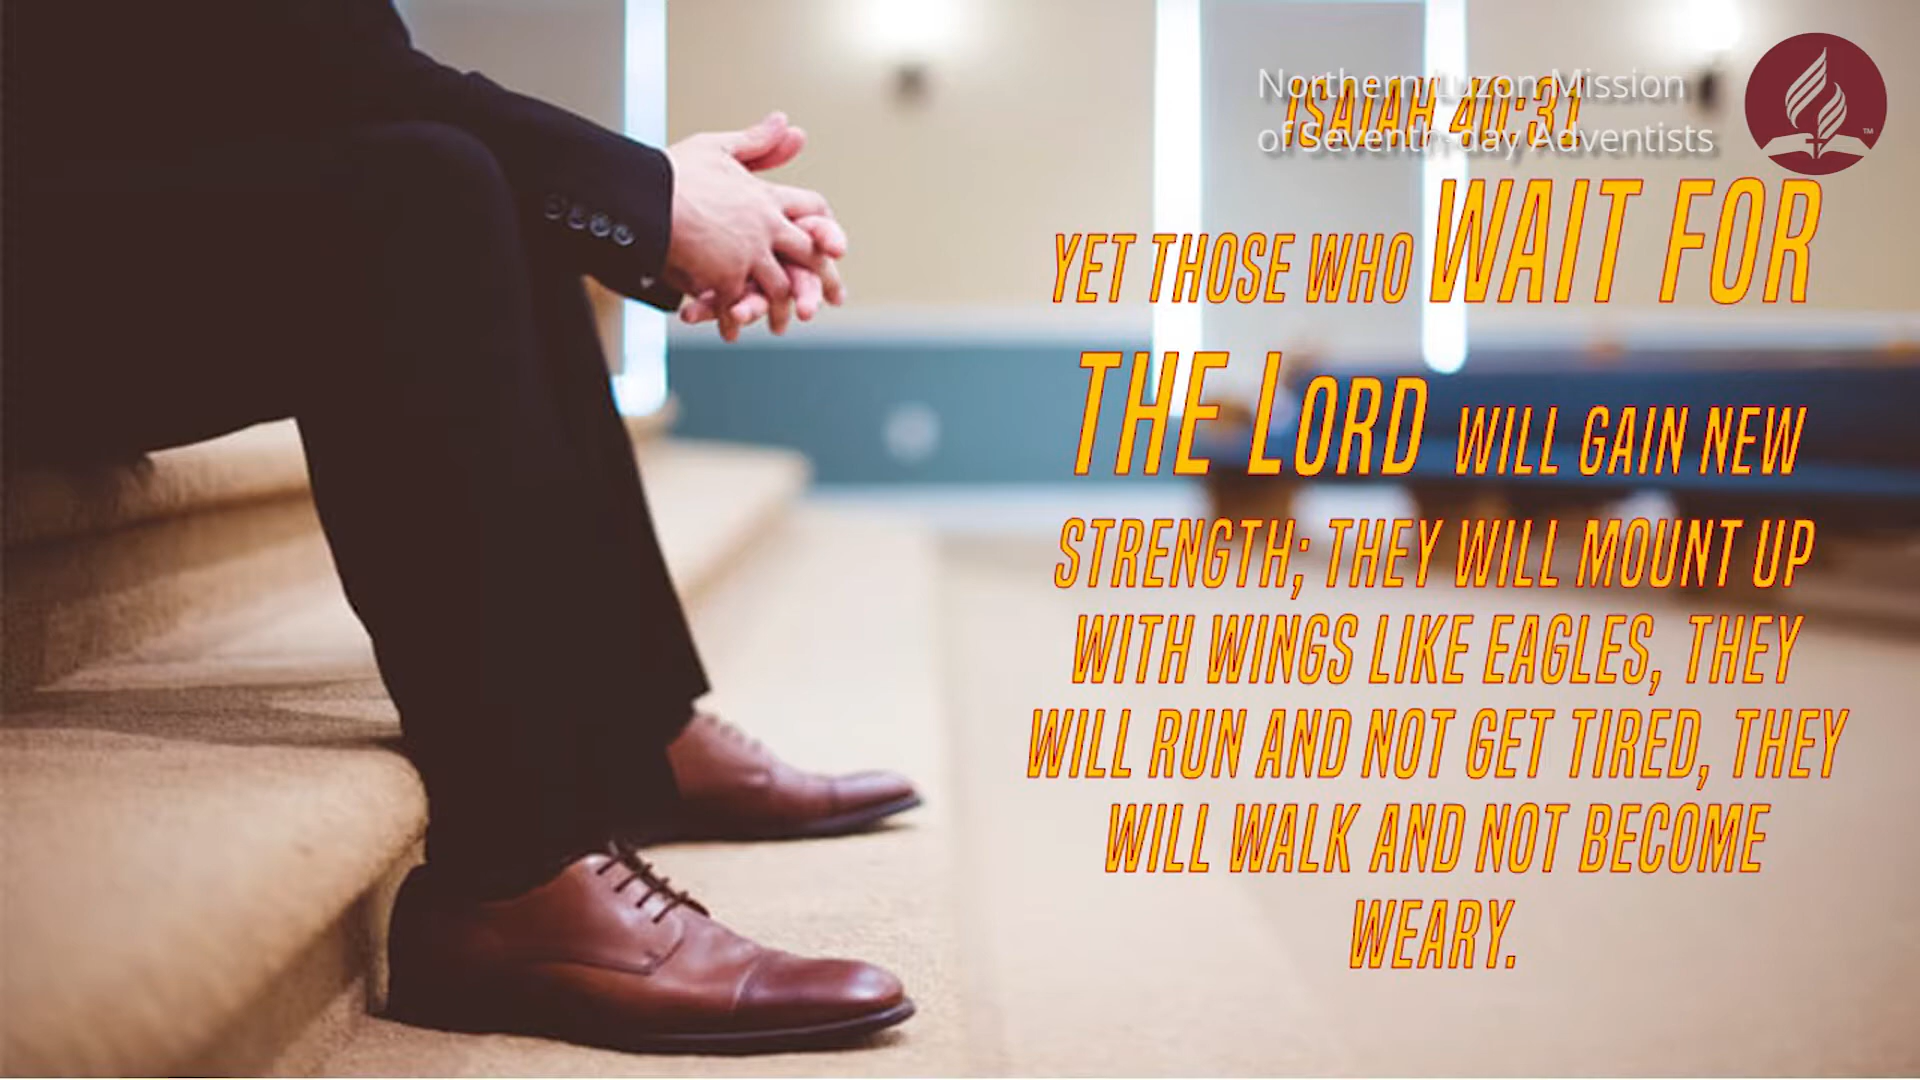 Northern Luzon Mission
of Seventh-day Adventists
ISAIAH 40:31
YET THOSE WHO WAIT FOR
THE LORD WILL GAIN NEW
STRENGTH; THEY WILL MOUNT UP
WITH WINGS LIKE EAGLES, THEY
WILL RUN AND NOT GET TIRED, THEY
WILL WALK AND NOT BECOME
WEARY.